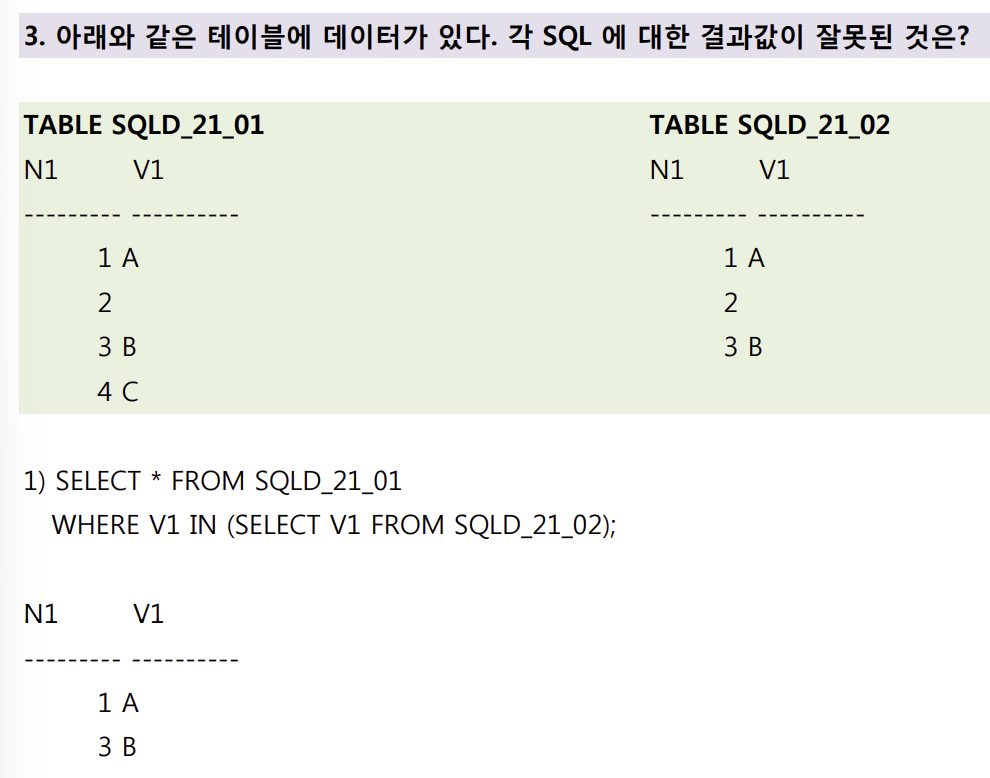 3. 아래와 같은 테이블에 데이터가 있다. 각 SQL 에 대한 결과값이 잘못된 것은?
TABLE SQLD_21_01 TABLE SQLD_21_02
N1 V1 N1 V1
--------- ---------- --------- ----------
1 A 1 A
2 2
3 B 3 B
4 C
1) SELECT * FROM SQLD_21_01
WHERE V1 IN (SELECT V1 FROM SQLD_21_02);
N1 V1
--------- ----------
1 A
3 B